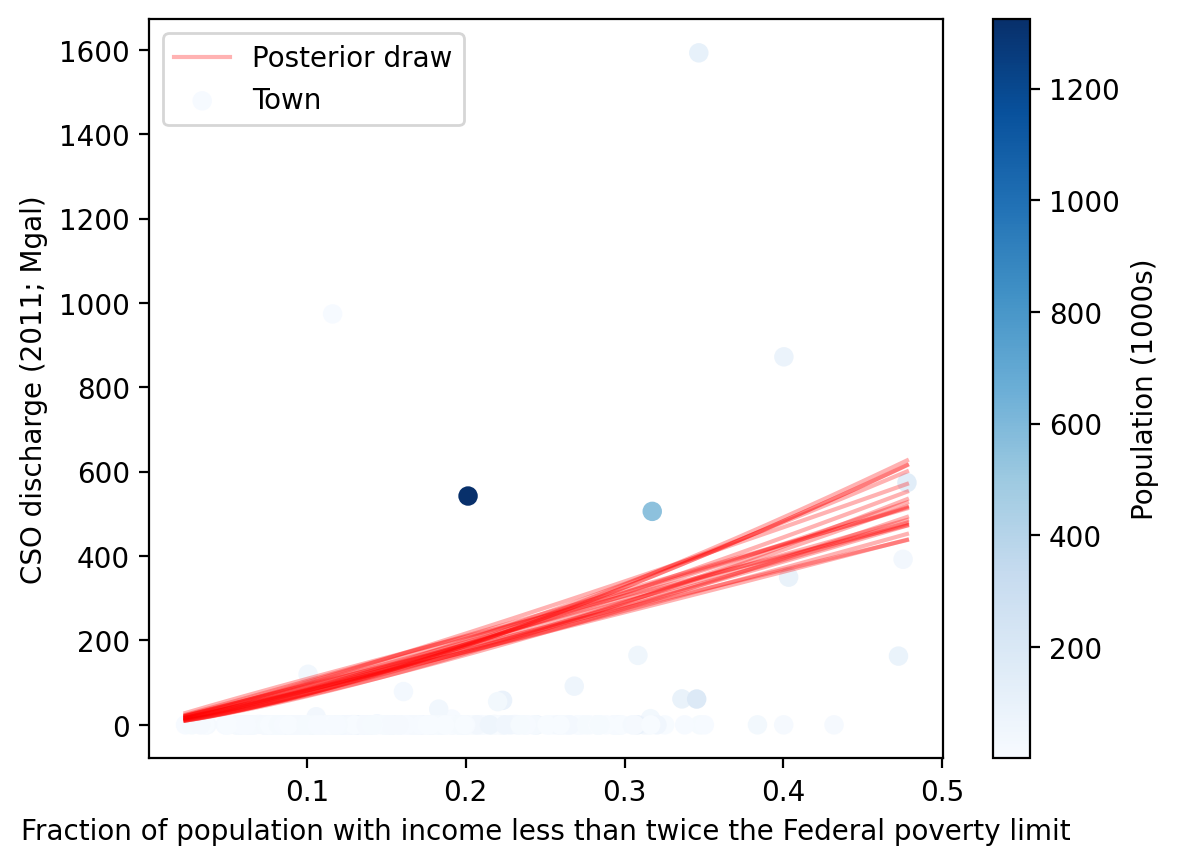 Posterior draw
Town
1600
1400
1200
1000
800
600
400
200
0
CSO discharge (2011; Mgal)
0.1 0.2 0.3 0.4 0.5
Fraction of population with income less than twice the Federal poverty limit
1200
1000
800
600
400
200
Population (1000s)